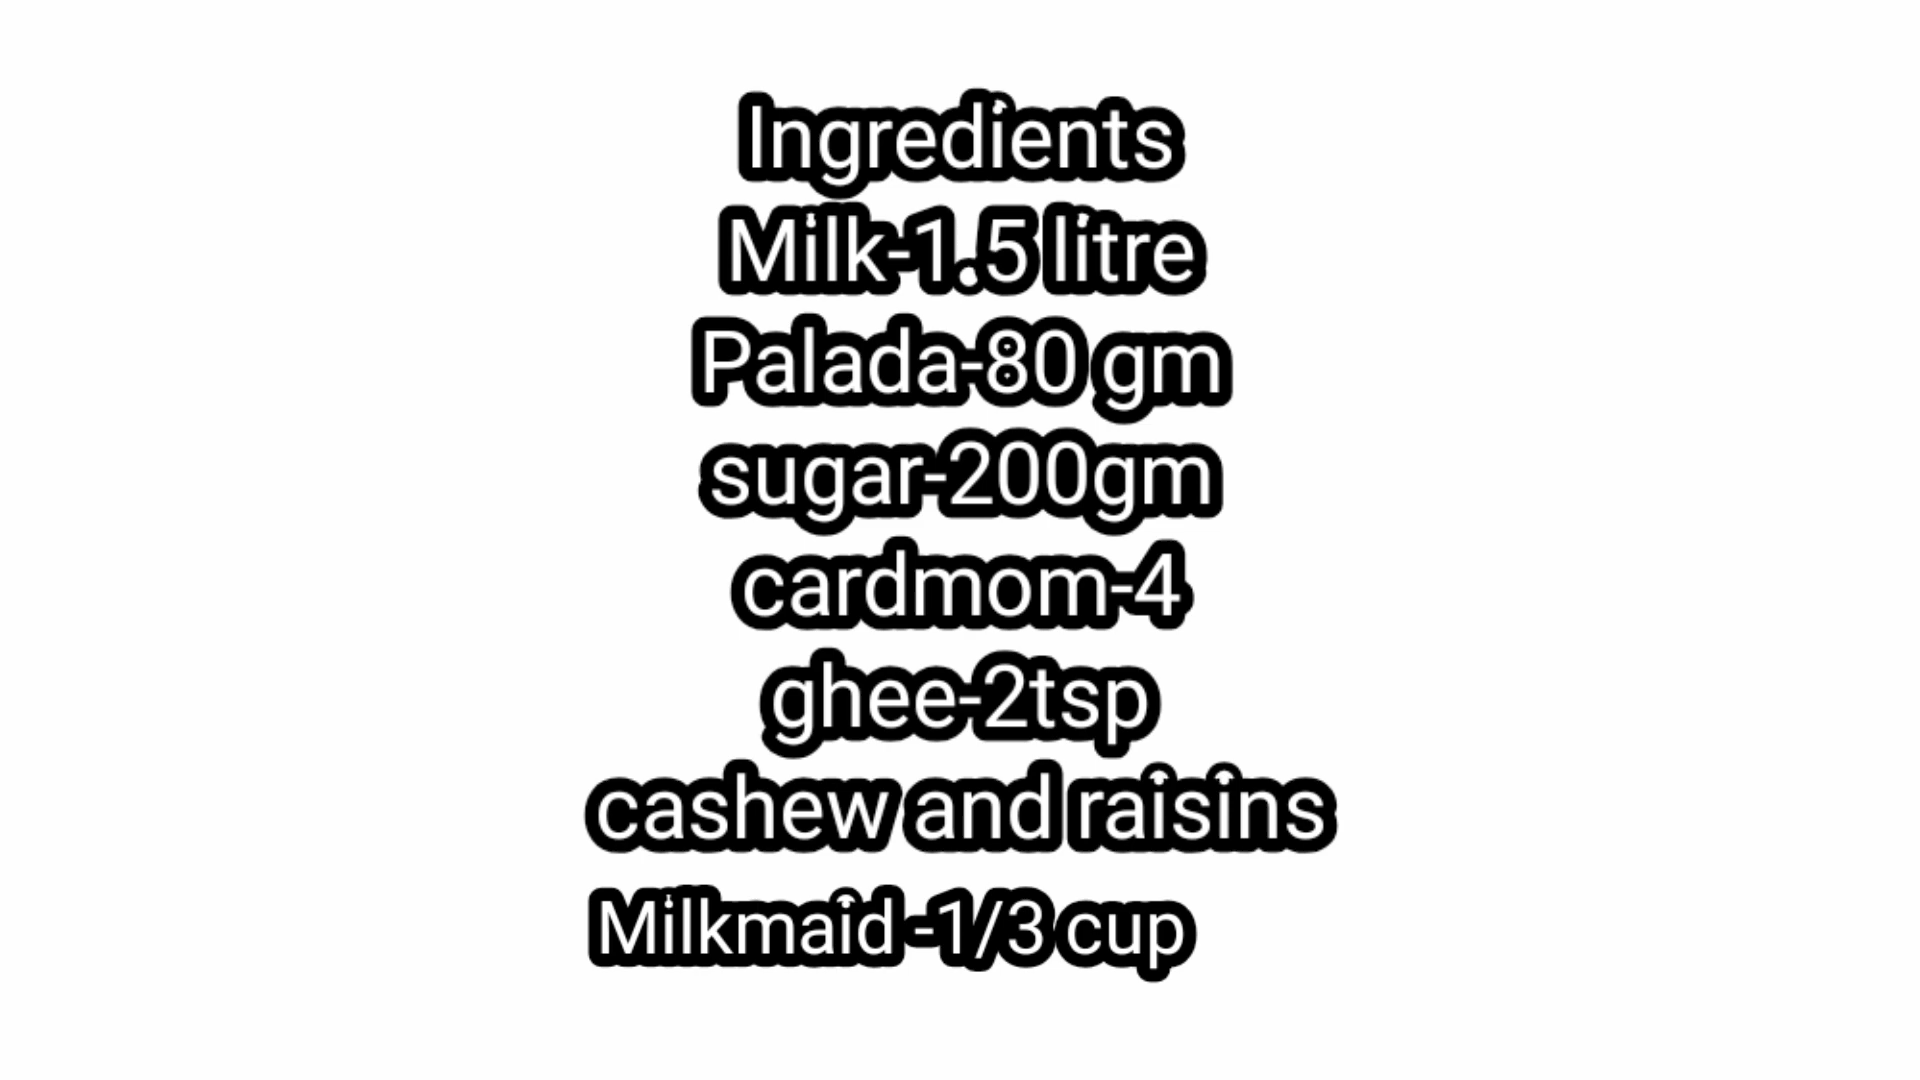 Ingredients
Milk-1.5 litre
Palada-80 gm
sugar-200gm
cardmom-4
ghee-2tsp
cashew and raisins
Milkmaid -1/3 cup